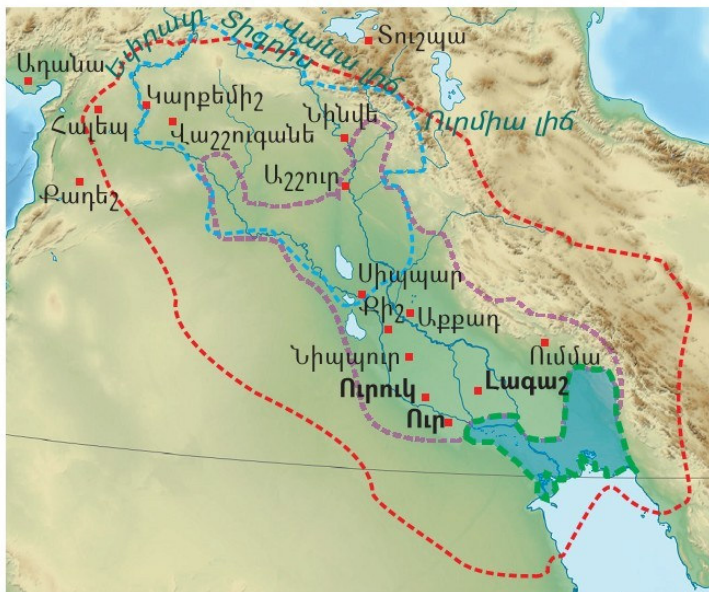 Եփրատ
Տիգրիս
Վանա լիճ
Տուշպա
Ադանա
Կարքեմիշ
Հալեպ
Վաշշուգանե
Նինվե
Ուրմիա լիճ
Քադեշ
Աշշուր
Սիպպար
Քիշ
Աքքադ
Նիպպուր
Ումմա
Ուրուկ
Լագաշ
Ուր